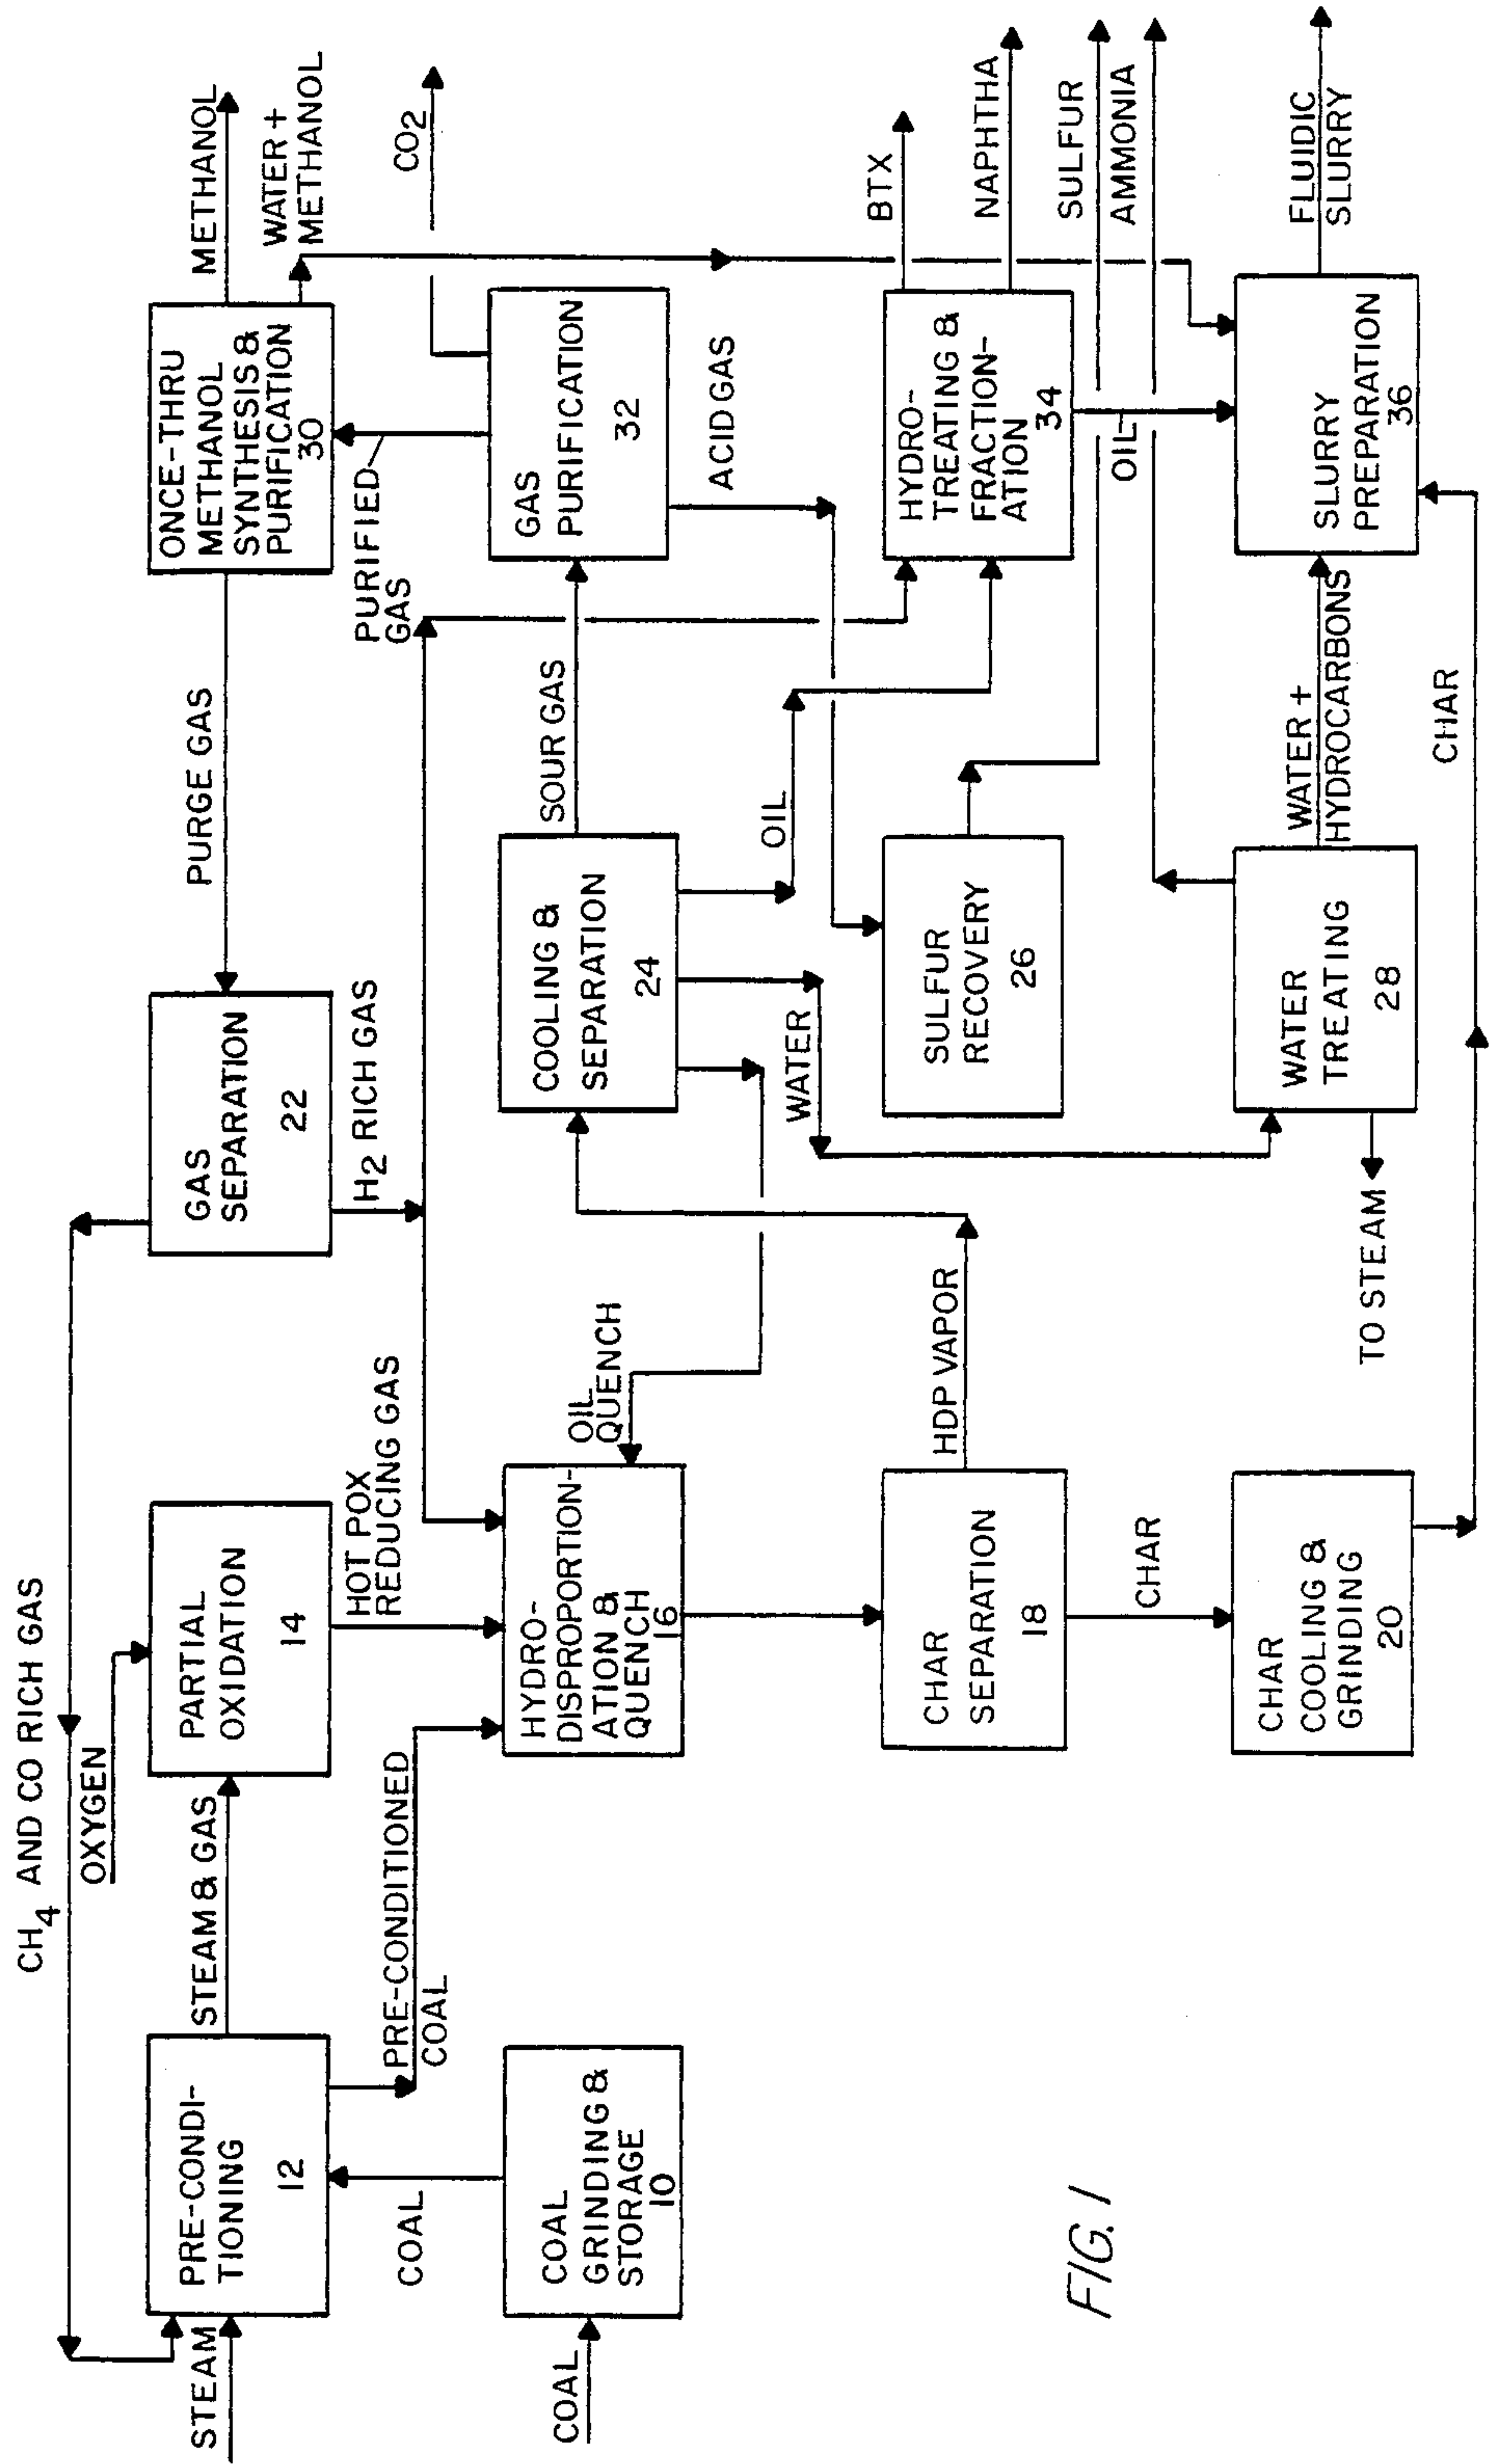 CH4 AND CO RICH GAS
OXYGEN
STEAM
STEAM & GAS
PURGE GAS
METHANOL
PRE-CONDI-
TIONING
12
PARTIAL
OXIDATION
14
GAS
SEPARATION
22
ONCE-THRU
METHANOL
SYNTHESIS &
PURIFICATION
30
WATER +
METHANOL
COAL
PRE-CONDITIONED
COAL
HOT POX
REDUCING GAS
H2 RICH GAS
PURIFIED
GAS
CO2
COAL
COAL
GRINDING &
STORAGE
10
HYDRO-
DISPROPORTION-
ATION &
QUENCH
16
OIL
QUENCH
COOLING &
SEPARATION
24
SOUR GAS
GAS
PURIFICATION
32
ACID GAS
WATER
OIL
BTX
CHAR
SEPARATION
18
HDP VAPOR
SULFUR
RECOVERY
26
HYDRO-
TREATING &
FRACTION-
ATION
34
NAPHTHA
SULFUR
AMMONIA
CHAR
OIL
CHAR
COOLING &
GRINDING
20
TO STEAM
WATER
TREATING
28
WATER +
HYDROCARBONS
SLURRY
PREPARATION
36
FLUIDIC
SLURRY
CHAR
FIG. 1